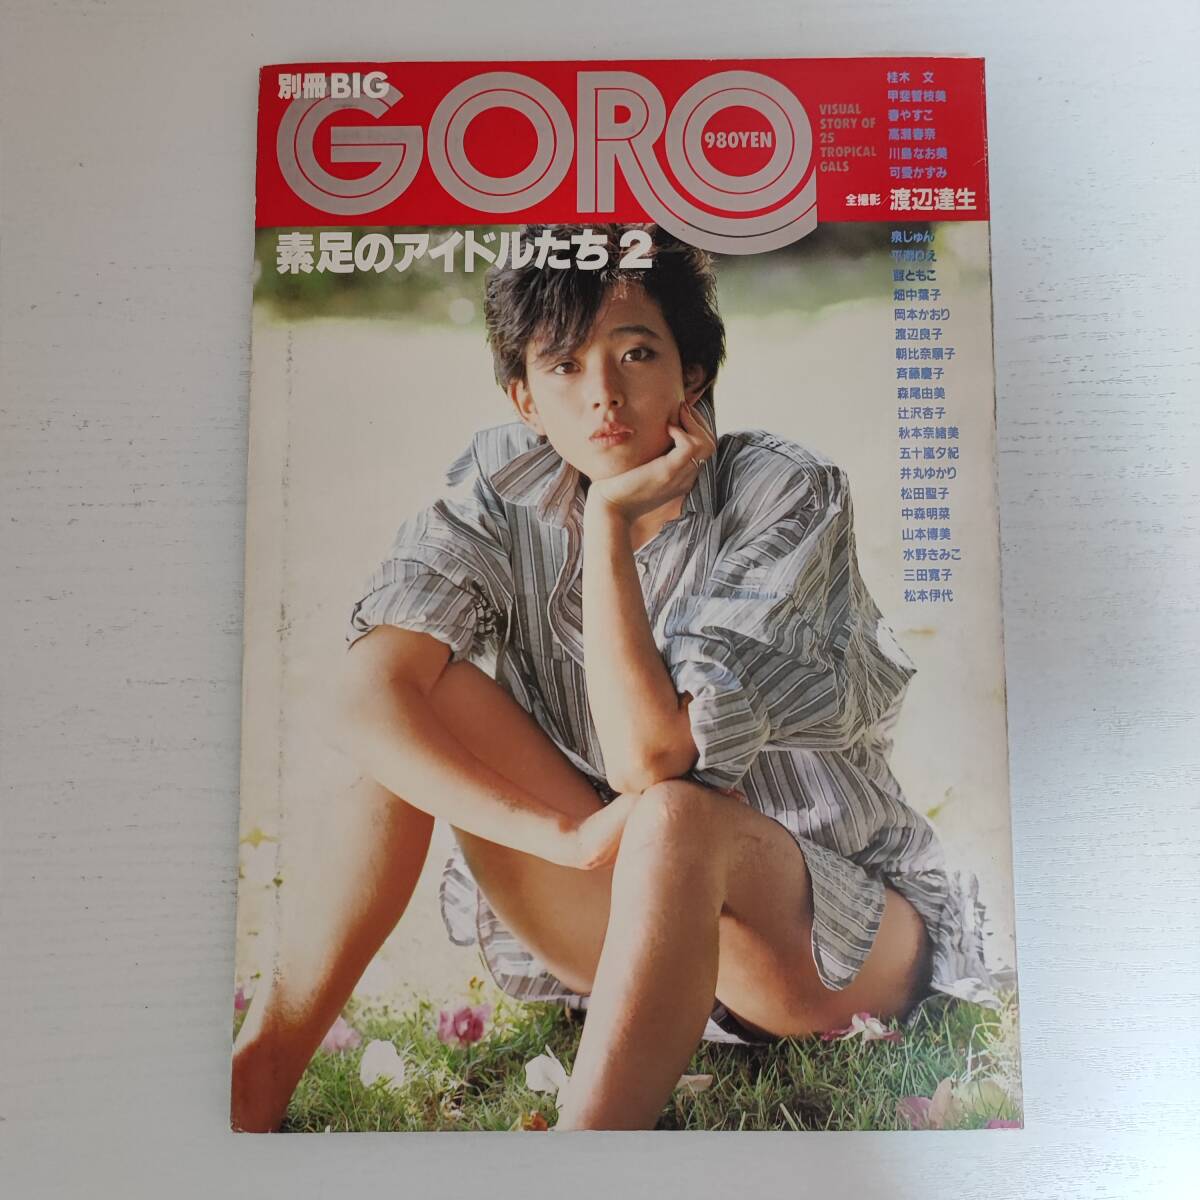 別冊BIG
GORO
980YEN
VISUAL
STORY OF
25
TROPICAL
GALS
素足のアイドルたち2
桂木 文
甲斐智枝美
春やすこ
高瀬春奈
川島なお美
可愛かずみ
全撮影/渡辺達生
泉じゅん
畑中葉子
岡本かおり
渡辺良子
朝比奈順子
斉藤慶子
森尾由美
辻沢杏子
秋本奈緒美
五十嵐夕紀
井丸ゆかり
松田聖子
中森明菜
山本博美
水野きみこ
三田寛子
松本伊代